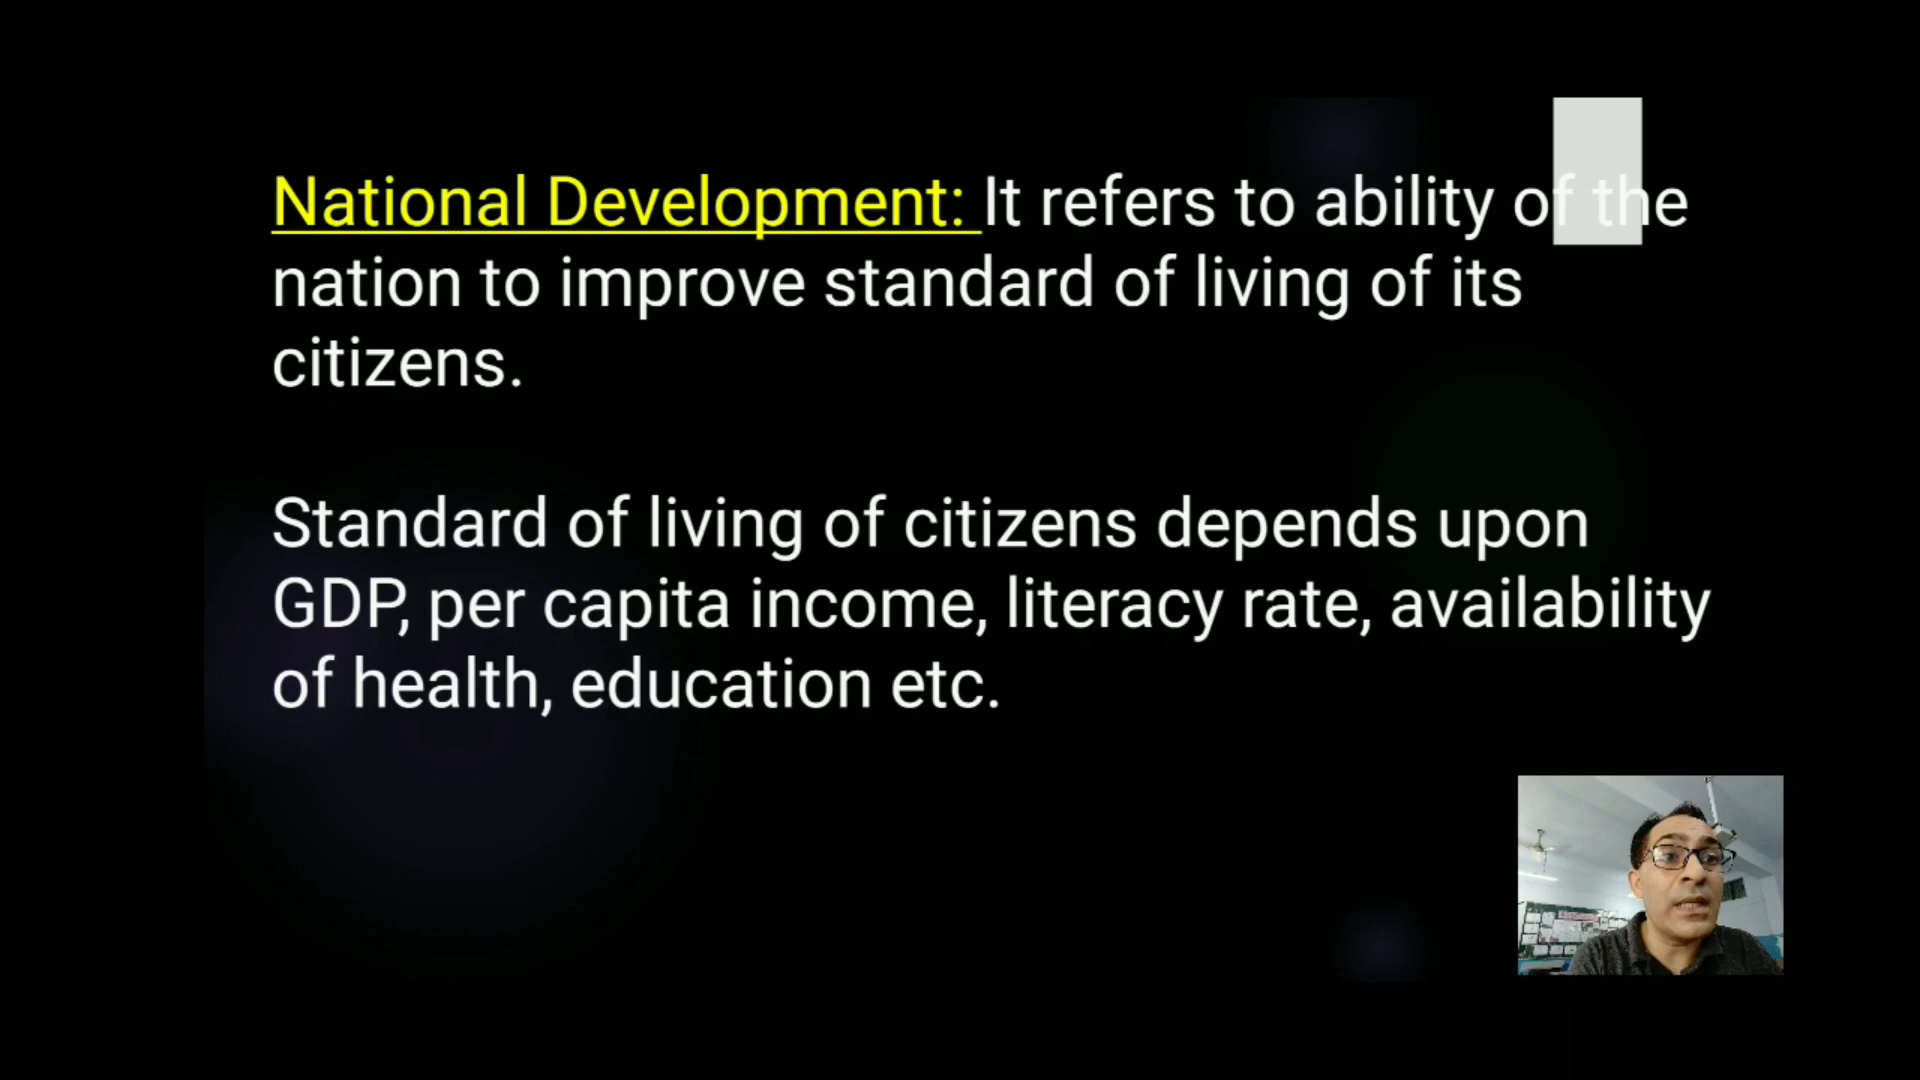 National Development: It refers to ability of the
nation to improve standard of living of its
citizens.
Standard of living of citizens depends upon
GDP, per capita income, literacy rate, availability
of health, education etc.